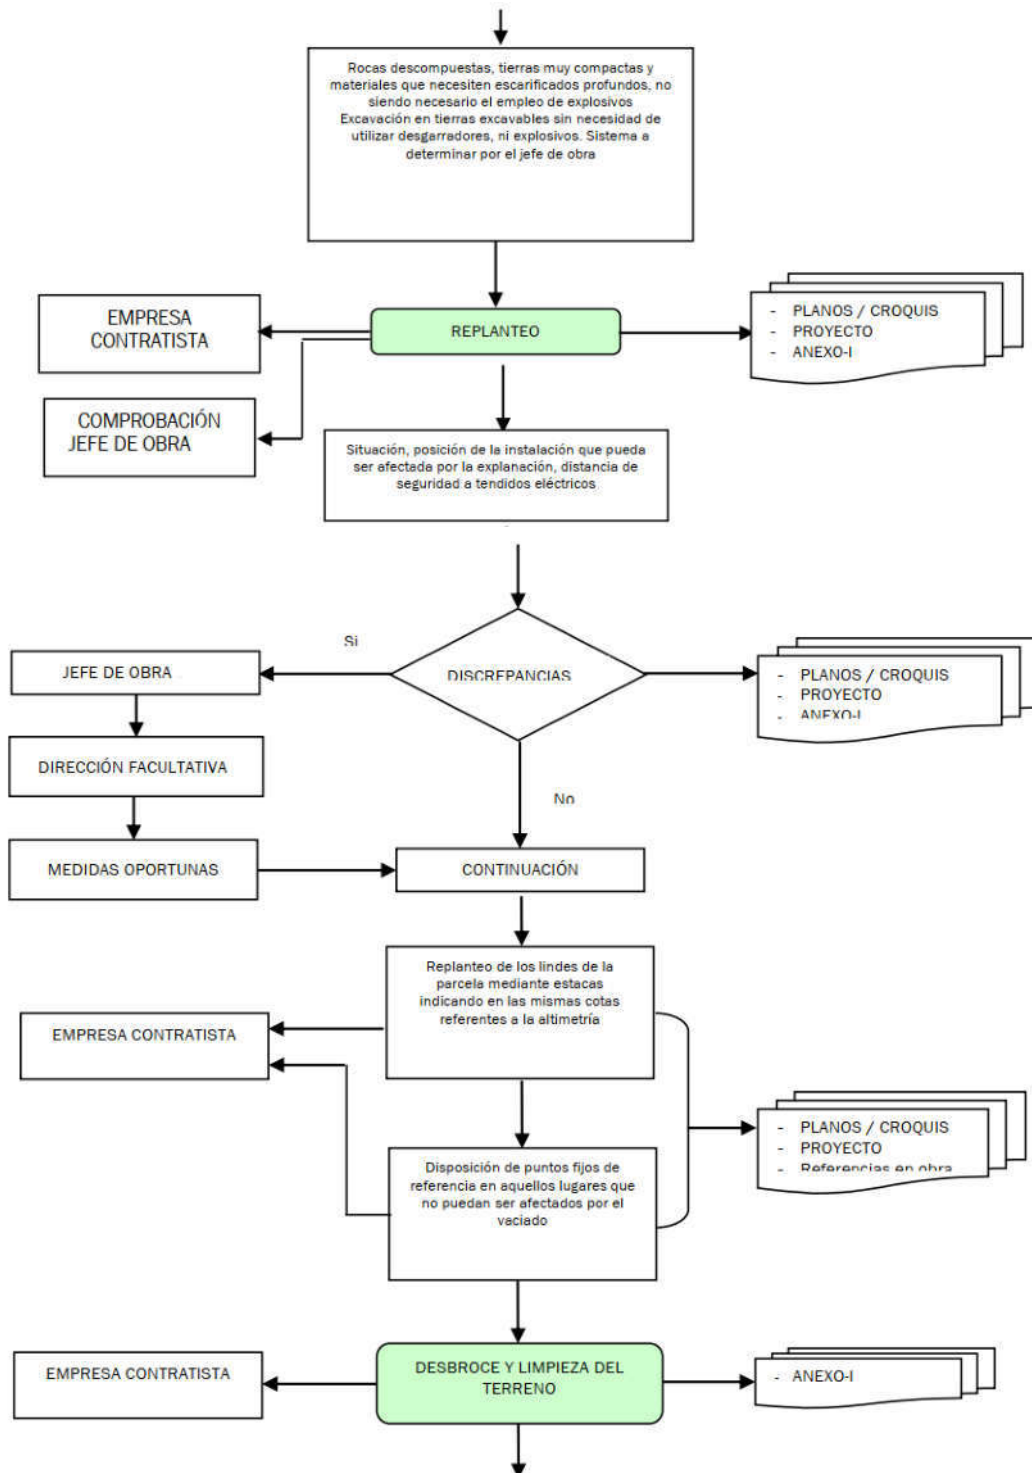 Rocas descompuestas, tierras muy compactas y
materiales que necesiten escarificados profundos, no
siendo necesario el empleo de explosivos
Excavación en tierras excavables sin necesidad de
utilizar desgarradores, ni explosivos. Sistema a
determinar por el jefe de obra
EMPRESA
CONTRATISTA
REPLANTEO
- PLANOS / CROQUIS
- PROYECTO
- ANEXO-I
COMPROBACIÓN
JEFE DE OBRA
Situación, posición de la instalación que pueda
ser afectada por la explanación, distancia de
seguridad a tendidos eléctricos
Si
JEFE DE OBRA
DISCREPANCIAS
- PLANOS / CROQUIS
- PROYECTO
- ANEXO-I
DIRECCIÓN FACULTATIVA
No
MEDIDAS OPORTUNAS
CONTINUACIÓN
Replanteo de los lindes de la
parcela mediante estacas
indicando en las mismas cotas
referentes a la altimetría
EMPRESA CONTRATISTA
- PLANOS / CROQUIS
- PROYECTO
- Referencias en obra
Disposición de puntos fijos de
referencia en aquellos lugares que
no puedan ser afectados por el
vaciado
EMPRESA CONTRATISTA
DESBROCE Y LIMPIEZA DEL
TERRENO
- ANEXO-I